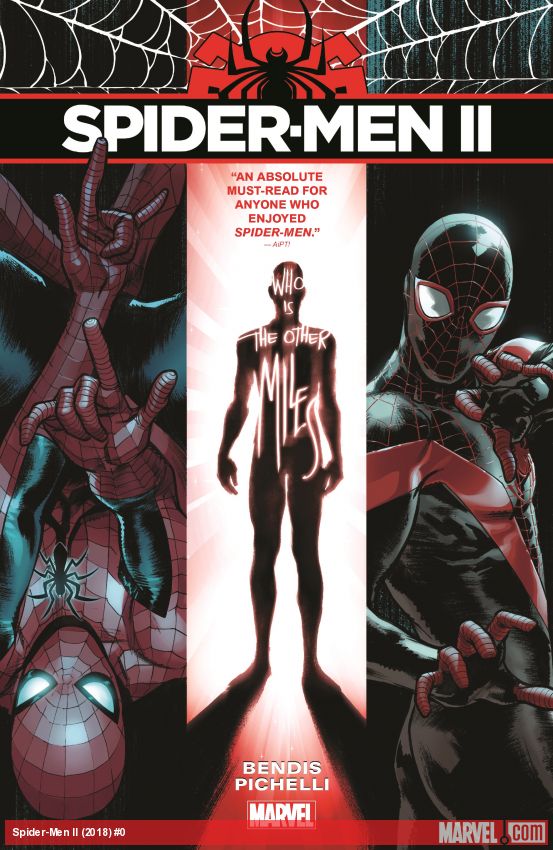 SPIDER-MEN II
"AN ABSOLUTE
MUST-READ FOR
ANYONE WHO
ENJOYED
SPIDER-MEN."
— AiPT!
WHO
IS
THE OTHER
MILES
BENDIS
PICHELLI
MARVEL
Spider-Men II (2018) #0
MARVEL.com